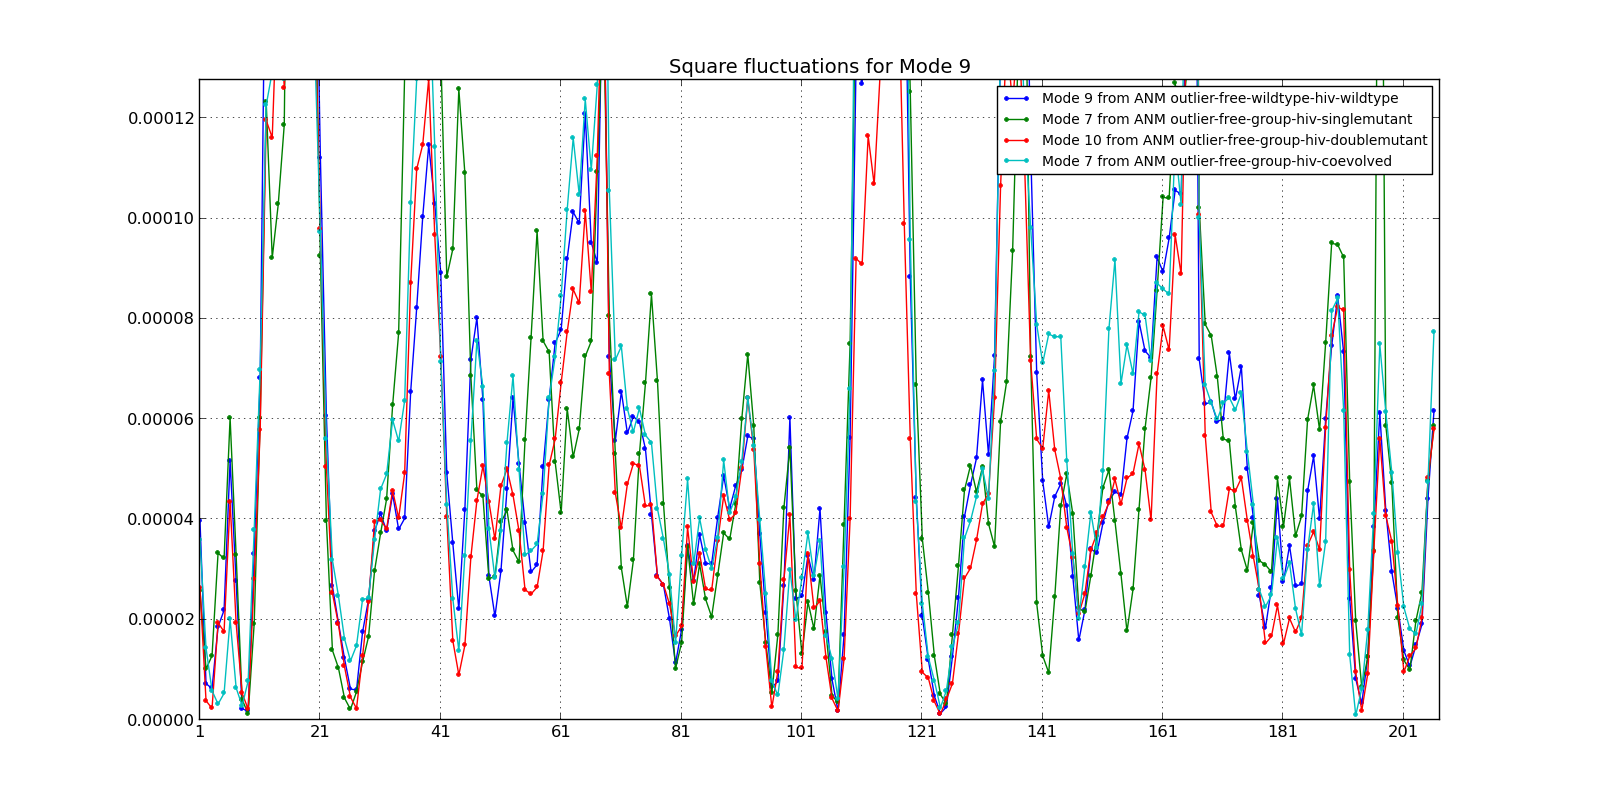 Square fluctuations for Mode 9
Mode 9 from ANM outlier-free-wildtype-hiv-wildtype
Mode 7 from ANM outlier-free-group-hiv-singlemutant
Mode 10 from ANM outlier-free-group-hiv-doublemutant
Mode 7 from ANM outlier-free-group-hiv-coevolved
0.00012
0.00010
0.00008
0.00006
0.00004
0.00002
0.00000
1 21 41 61 81 101 121 141 161 181 201